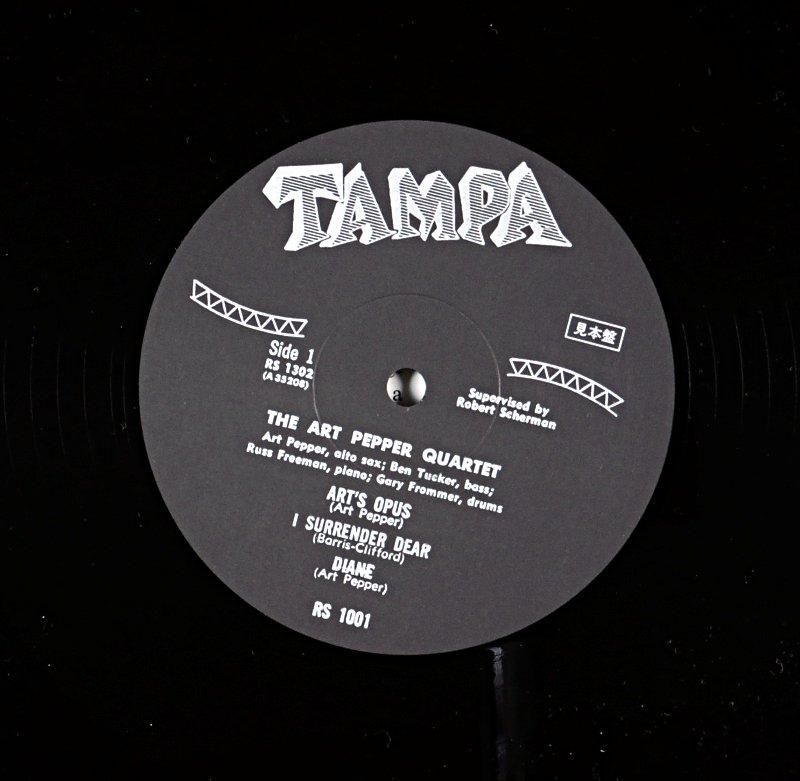 TAMPA
見本盤
Side 1
RS 1302
(A 35208)
Supervised by
Robert Scherman
a
THE ART PEPPER QUARTET
Art Pepper, alto sax; Ben Tucker, bass;
Russ Freeman, piano; Gary Frommer, drums
ART'S OPUS
(Art Pepper)
I SURRENDER DEAR
(Barris-Clifford)
DIANE
(Art Pepper)
RS 1001